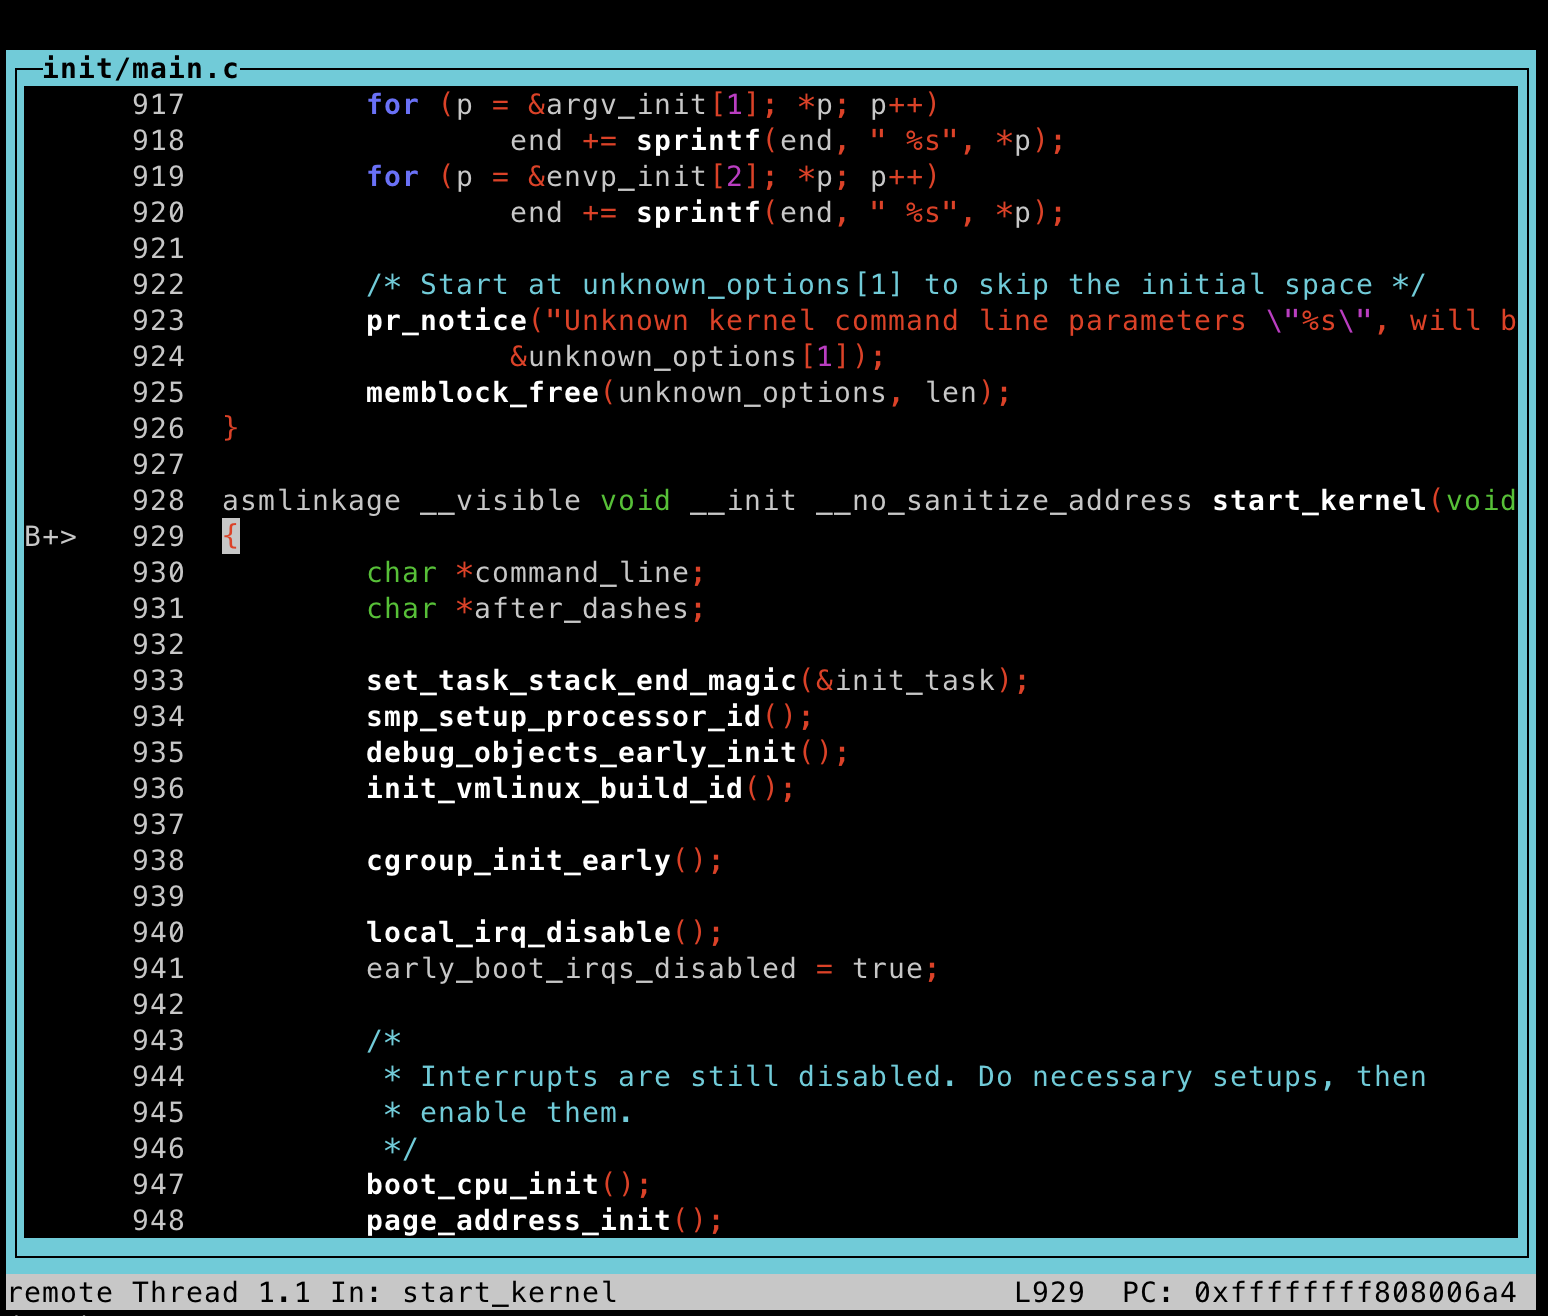 init/main.c
917          for (p = &argv_init[1]; *p; p++)
918                  end += sprintf(end, " %s", *p);
919          for (p = &envp_init[2]; *p; p++)
920                  end += sprintf(end, " %s", *p);
921
922          /* Start at unknown_options[1] to skip the initial space */
923          pr_notice("Unknown kernel command line parameters \"%s\", will b
924                  &unknown_options[1]);
925          memblock_free(unknown_options, len);
926  }
927
928  asmlinkage __visible void __init __no_sanitize_address start_kernel(void
B+>   929  {
930          char *command_line;
931          char *after_dashes;
932
933          set_task_stack_end_magic(&init_task);
934          smp_setup_processor_id();
935          debug_objects_early_init();
936          init_vmlinux_build_id();
937
938          cgroup_init_early();
939
940          local_irq_disable();
941          early_boot_irqs_disabled = true;
942
943          /*
944           * Interrupts are still disabled. Do necessary setups, then
945           * enable them.
946           */
947          boot_cpu_init();
948          page_address_init();
remote Thread 1.1 In: start_kernel                      L929  PC: 0xffffffff808006a4